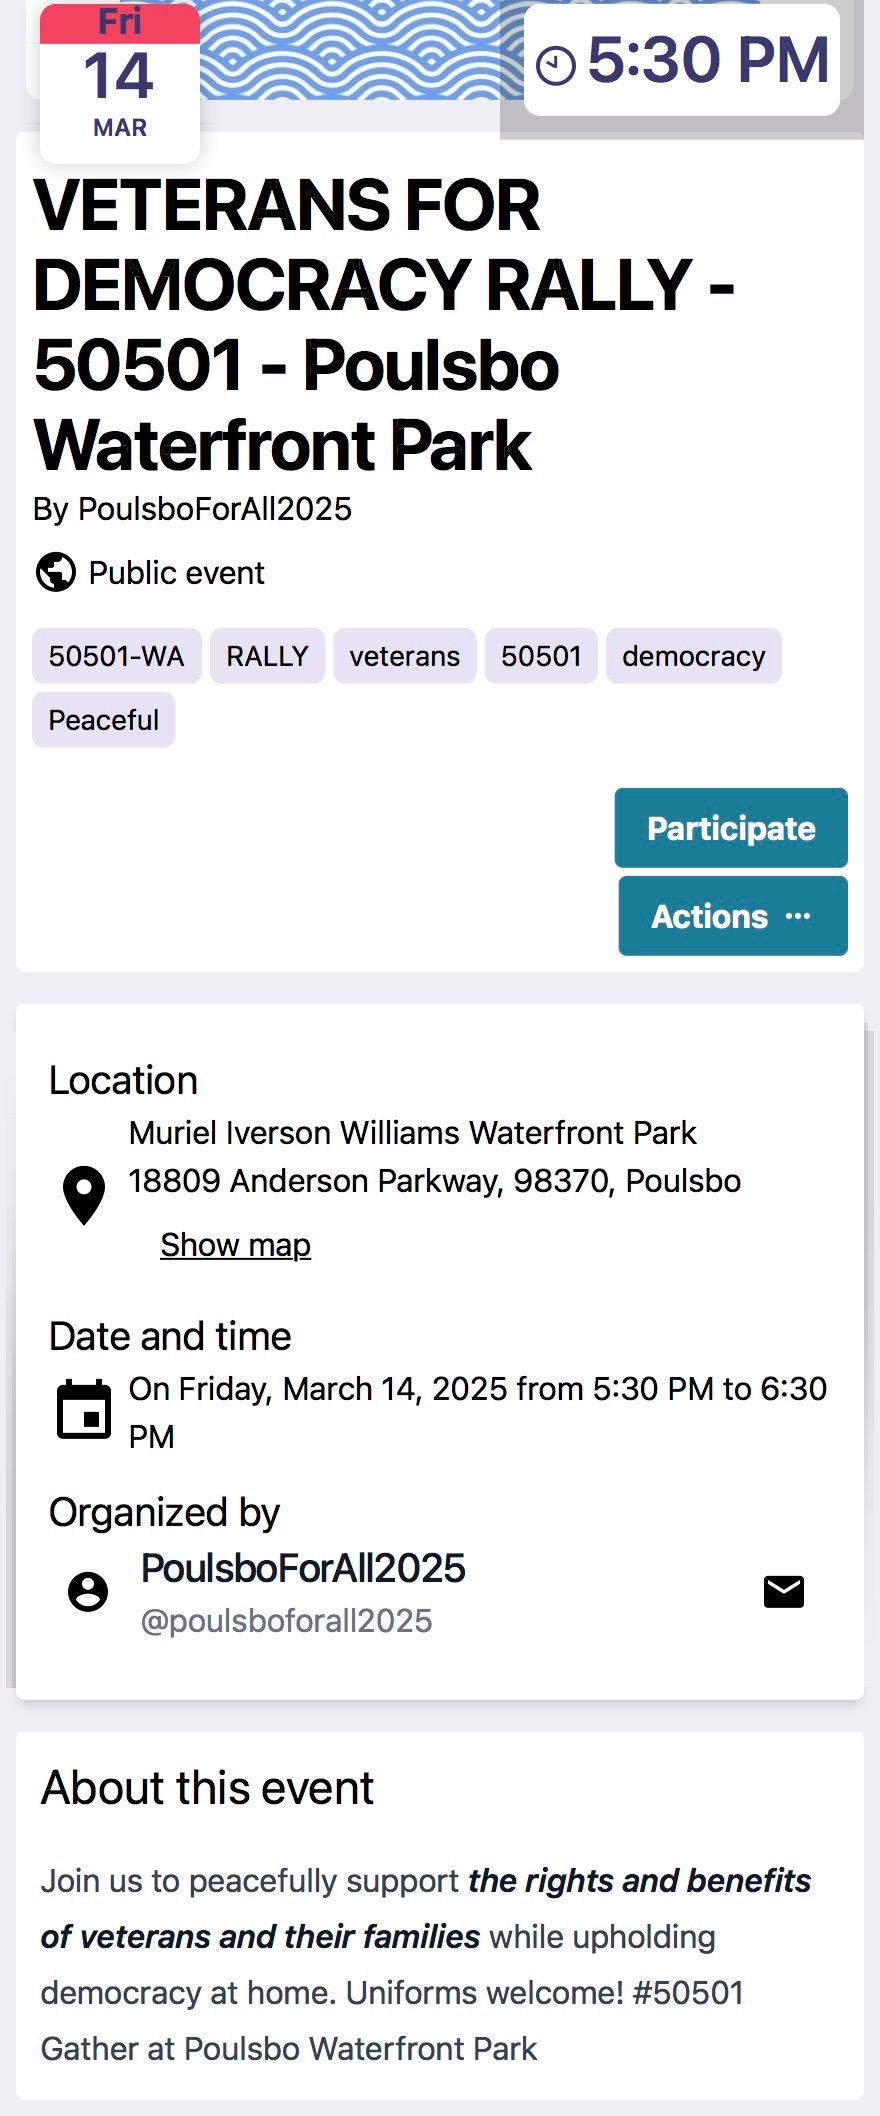 Fri
14
MAR
5:30 PM
VETERANS FOR
DEMOCRACY RALLY -
50501 - Poulsbo
Waterfront Park
By PoulsboForAll2025
Public event
50501-WA RALLY veterans 50501 democracy
Peaceful
Participate
Actions ···
Location
Muriel Iverson Williams Waterfront Park
18809 Anderson Parkway, 98370, Poulsbo
Show map
Date and time
On Friday, March 14, 2025 from 5:30 PM to 6:30
PM
Organized by
PoulsboForAll2025
@poulsboforall2025
About this event
Join us to peacefully support the rights and benefits
of veterans and their families while upholding
democracy at home. Uniforms welcome! #50501
Gather at Poulsbo Waterfront Park